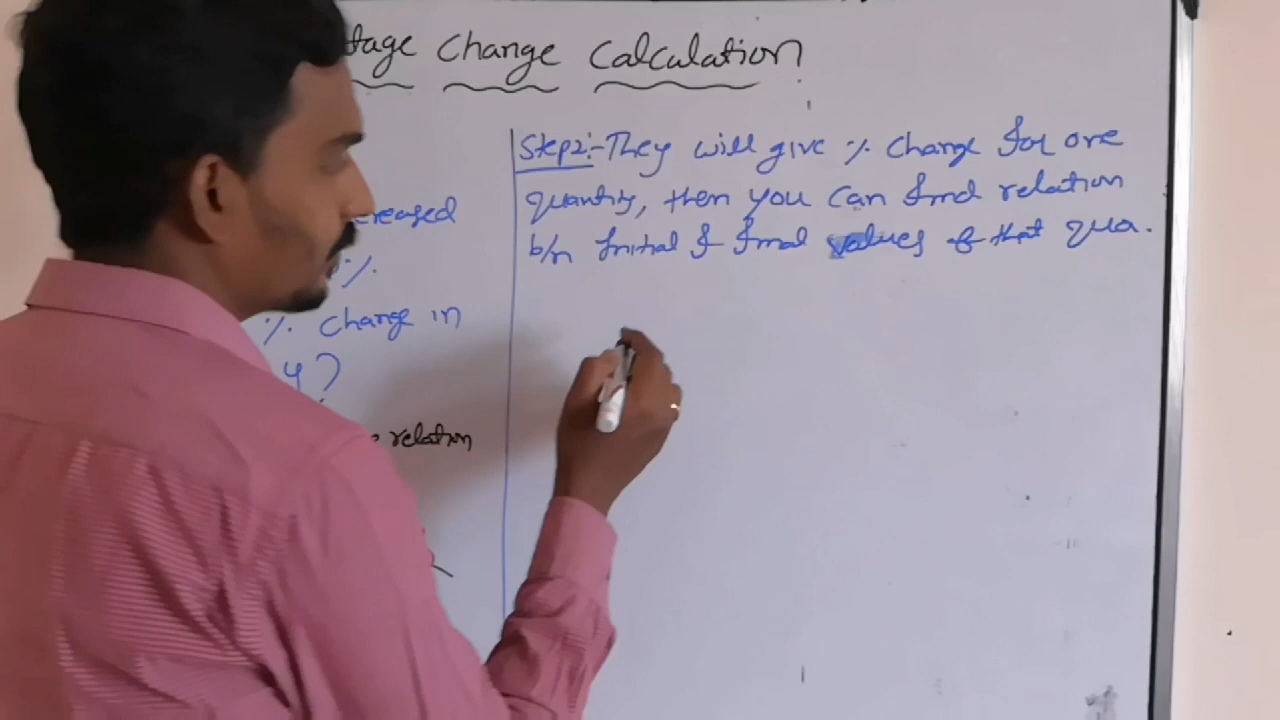 tage Change Calculation
creased
%
% Change in
y?
relation
Step2:- They will give % Change for one
quantity, then you can find relation
b/n Initial & final values of that qua.